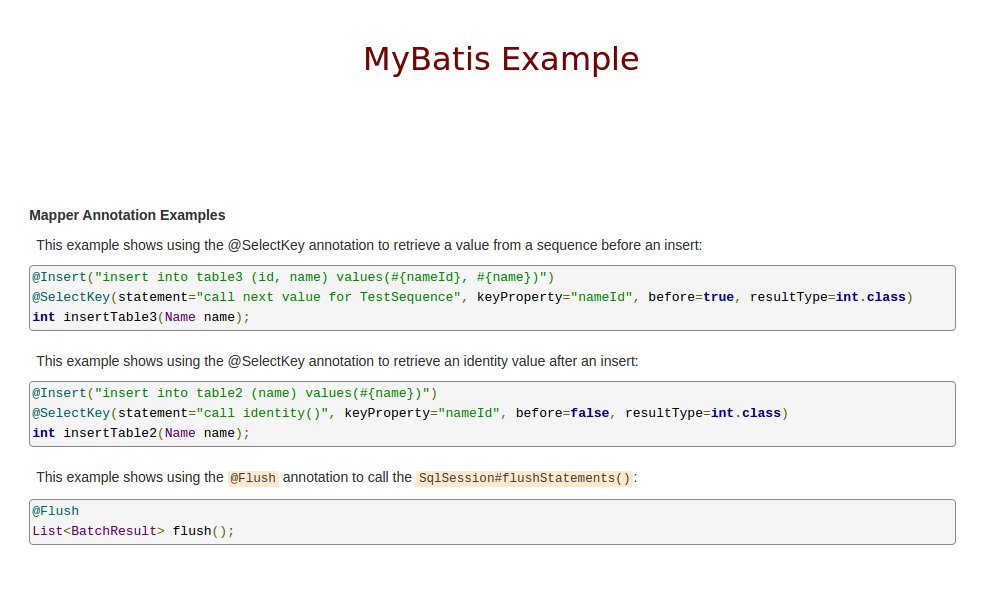 MyBatis Example
Mapper Annotation Examples
This example shows using the @SelectKey annotation to retrieve a value from a sequence before an insert:
@Insert("insert into table3 (id, name) values(#{nameId}, #{name})")
@SelectKey(statement="call next value for TestSequence", keyProperty="nameId", before=true, resultType=int.class)
int insertTable3(Name name);
This example shows using the @SelectKey annotation to retrieve an identity value after an insert:
@Insert("insert into table2 (name) values(#{name})")
@SelectKey(statement="call identity()", keyProperty="nameId", before=false, resultType=int.class)
int insertTable2(Name name);
This example shows using the @Flush annotation to call the SqlSession#flushStatements():
@Flush
List<BatchResult> flush();